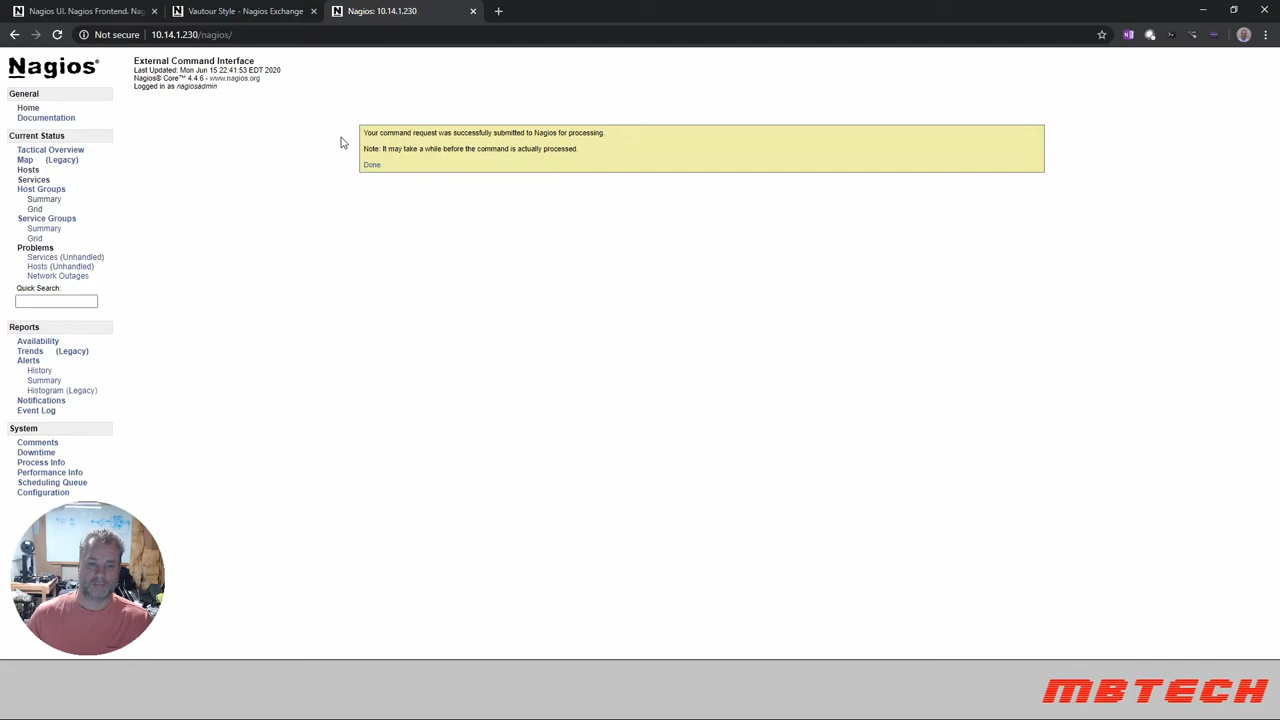 Nagios UI. Nagios Frontend. Na
Vautour Style - Nagios Exchange
Nagios: 10.14.1.230
Not secure
10.14.1.230/nagios/
Nagios®
General
Home
Documentation
Current Status
Tactical Overview
Map (Legacy)
Hosts
Services
Host Groups
Summary
Grid
Service Groups
Summary
Grid
Problems
Services (Unhandled)
Hosts (Unhandled)
Network Outages
Quick Search:
Reports
Availability
Trends (Legacy)
Alerts
History
Summary
Histogram (Legacy)
Notifications
Event Log
System
Comments
Downtime
Process Info
Performance Info
Scheduling Queue
Configuration
External Command Interface
Last Updated: Mon Jun 15 22:41:53 EDT 2020
Nagios® Core™ 4.4.6 - www.nagios.org
Logged in as nagiosadmin
Your command request was successfully submitted to Nagios for processing.
Note: It may take a while before the command is actually processed.
Done
MBTECH